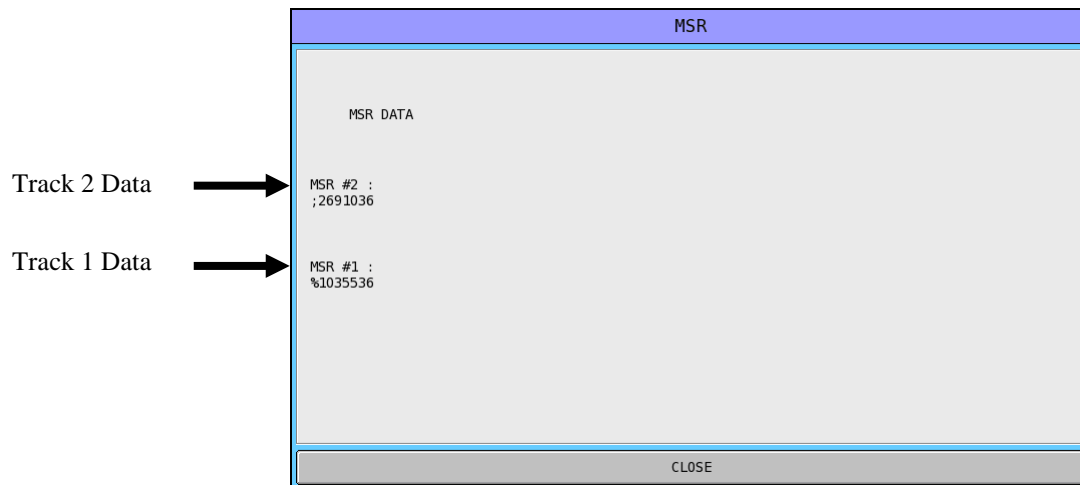 MSR
MSR DATA
Track 2 Data
MSR #2 :
;2691036
Track 1 Data
MSR #1 :
%1035536
CLOSE